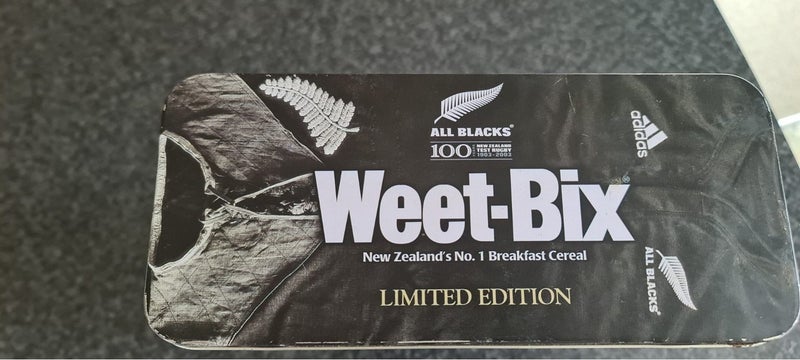 ALL BLACKS®
100 NEW ZEALAND
TEST RUGBY
1903-2003
adidas
Weet-Bix®
New Zealand's No. 1 Breakfast Cereal
ALL BLACKS®
LIMITED EDITION